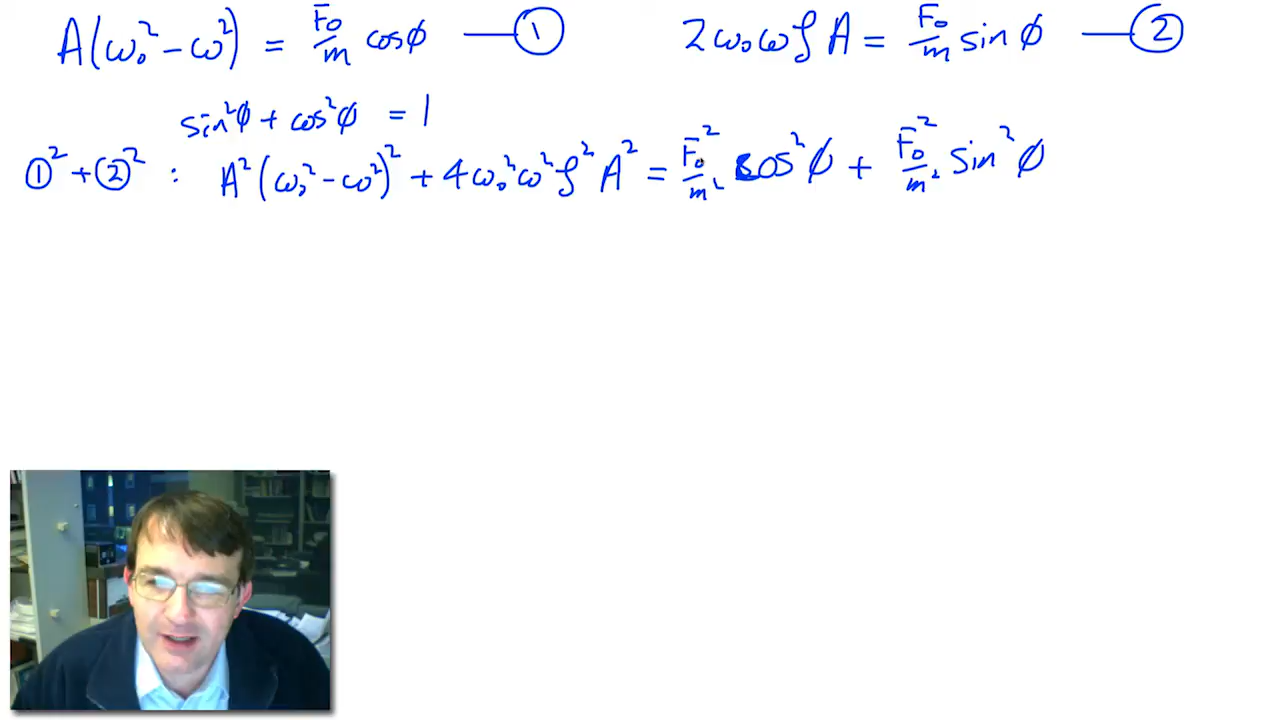 A(ω₀² − ω²) = F₀/m cosϕ —① 2ω₀ωζA = F₀/m sinϕ —②
sin²ϕ + cos²ϕ = 1
①² + ②² : A²(ω₀² − ω²)² + 4ω₀²ω²ζ²A² = F₀²/m² cos²ϕ + F₀²/m² sin²ϕ